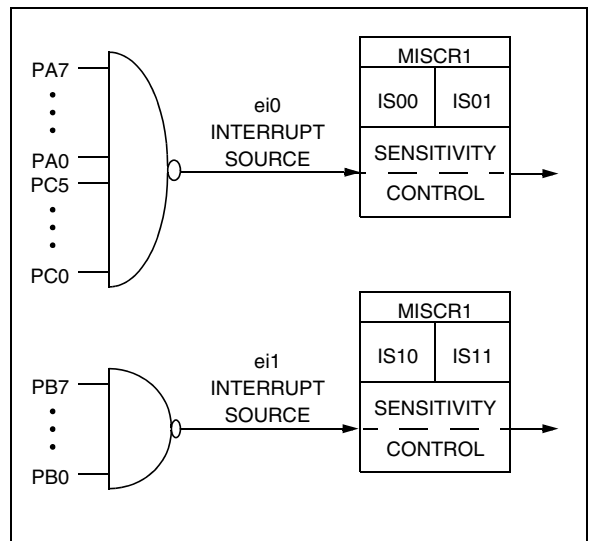 PA7
PA0
PC5
PC0
ei0
INTERRUPT
SOURCE
MISCR1
IS00 IS01
SENSITIVITY
CONTROL
PB7
PB0
ei1
INTERRUPT
SOURCE
MISCR1
IS10 IS11
SENSITIVITY
CONTROL